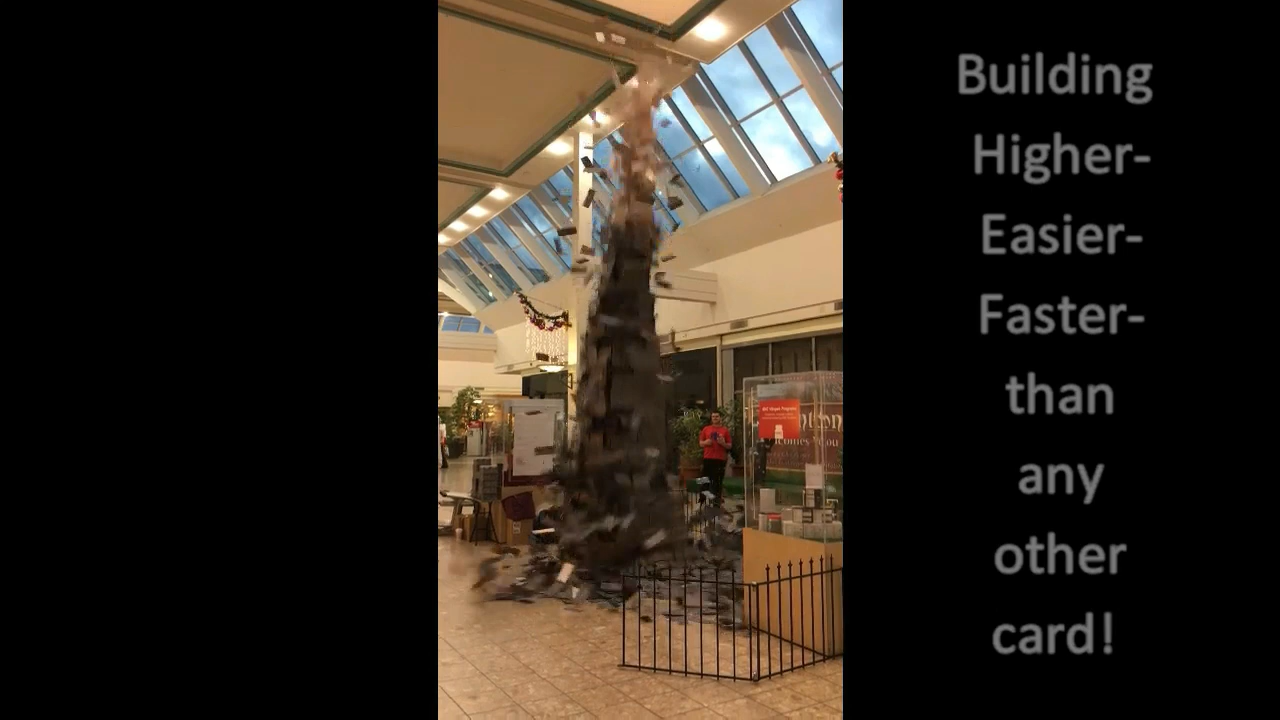 Building
Higher-
Easier-
Faster-
than
any
other
card!